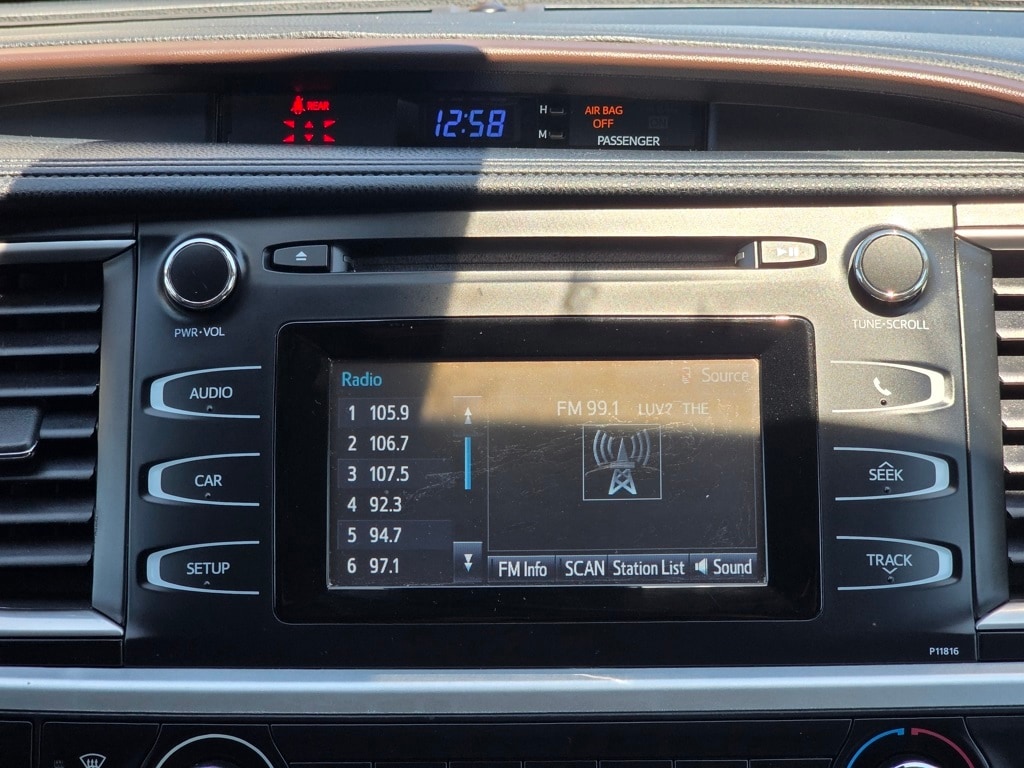 REAR
12:58
H
M
AIR BAG
OFF
PASSENGER
PWR•VOL
TUNE•SCROLL
AUDIO
CAR
SETUP
SEEK
TRACK
Radio
Source
1 105.9
2 106.7
3 107.5
4 92.3
5 94.7
6 97.1
FM 99.1 LUV? THE
FM Info
SCAN
Station List
Sound
P11816